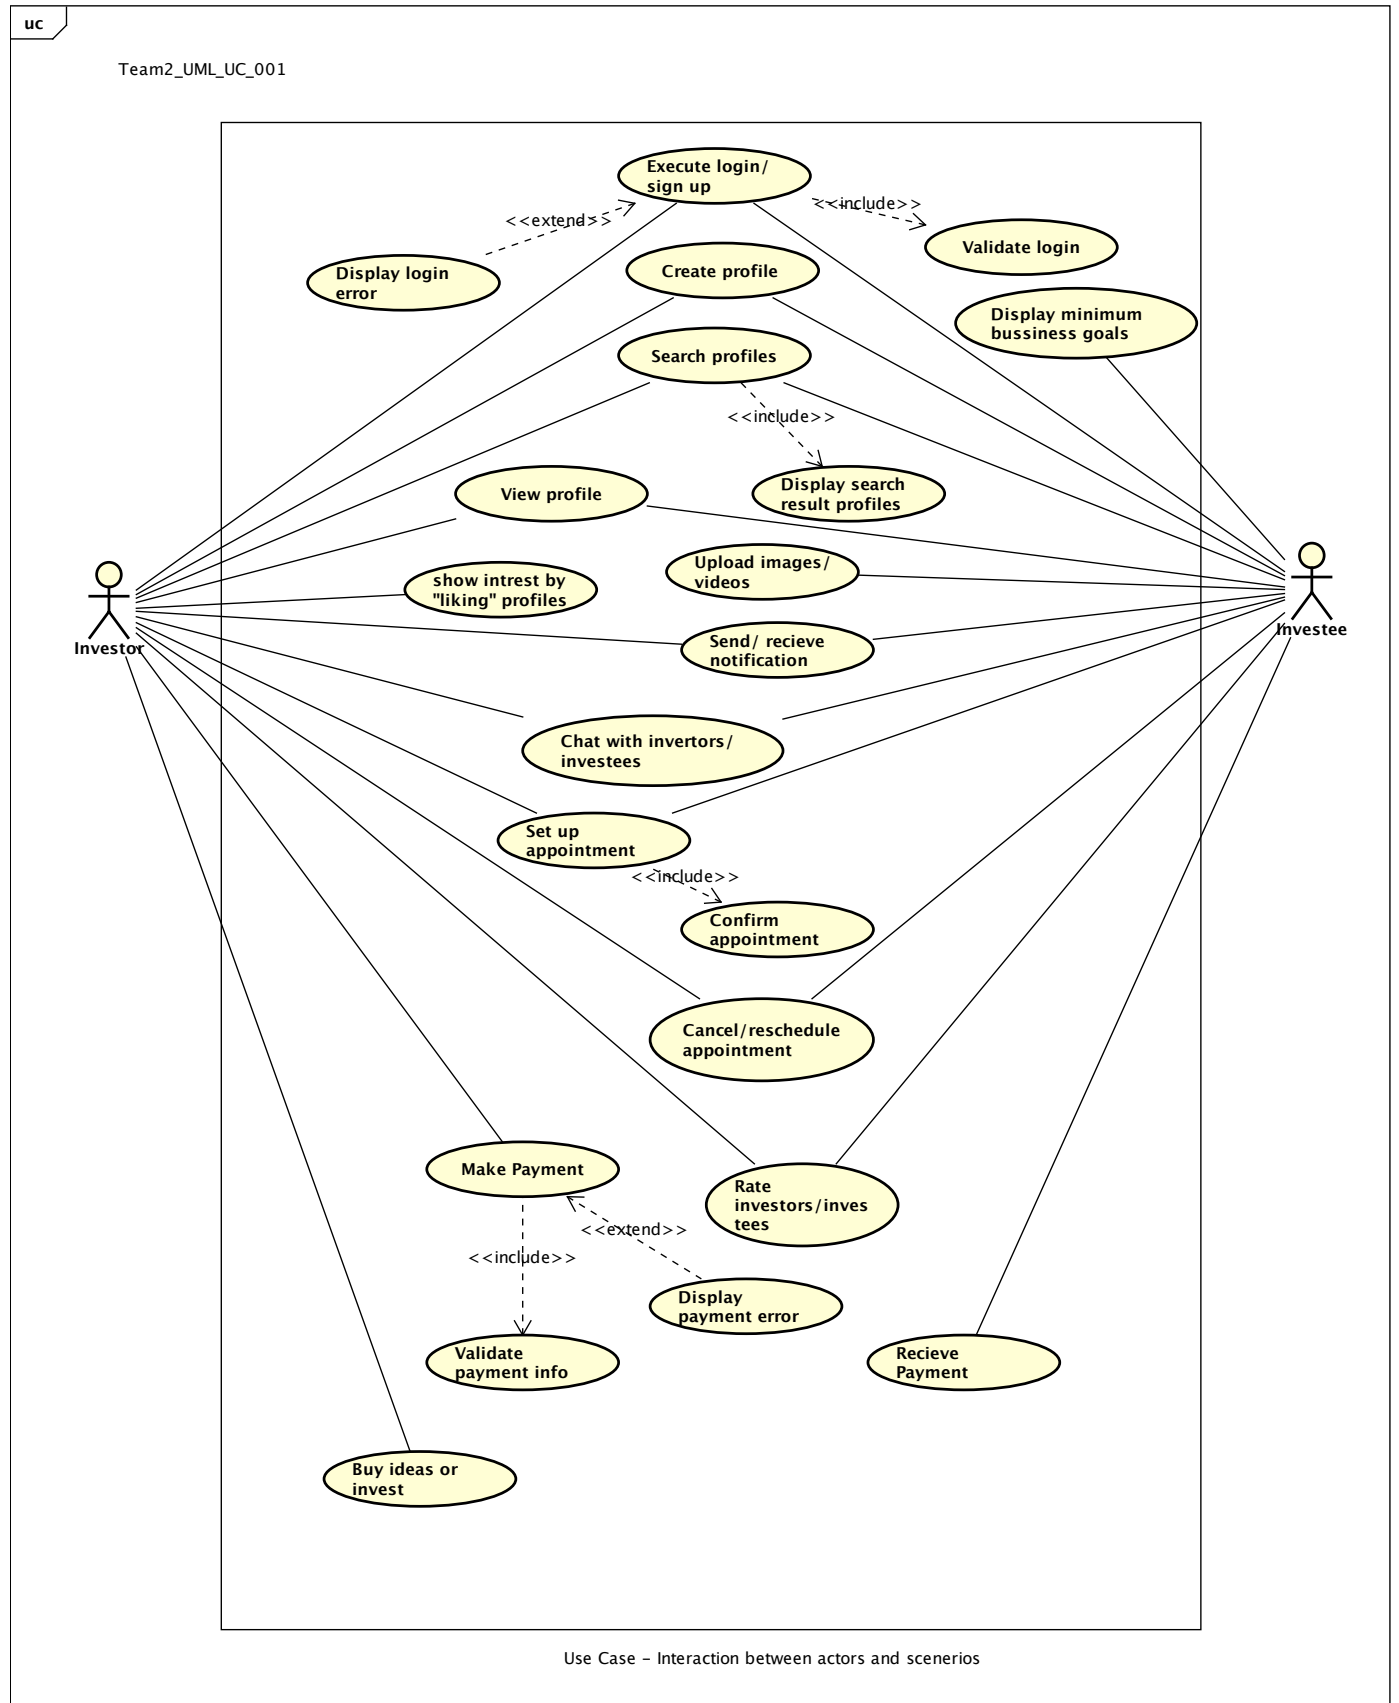 uc
Team2_UML_UC_001
Execute login/
sign up
<<extend>>
<<include>>
Validate login
Display login
error
Create profile
Display minimum
bussiness goals
Search profiles
<<include>>
View profile
Display search
result profiles
Upload images/
videos
show intrest by
"liking" profiles
Investor
Investee
Send/ recieve
notification
Chat with invertors/
investees
Set up
appointment
<<include>>
Confirm
appointment
Cancel/reschedule
appointment
Make Payment
Rate
investors/inves
tees
<<extend>>
<<include>>
Display
payment error
Validate
payment info
Recieve
Payment
Buy ideas or
invest
Use Case - Interaction between actors and scenerios